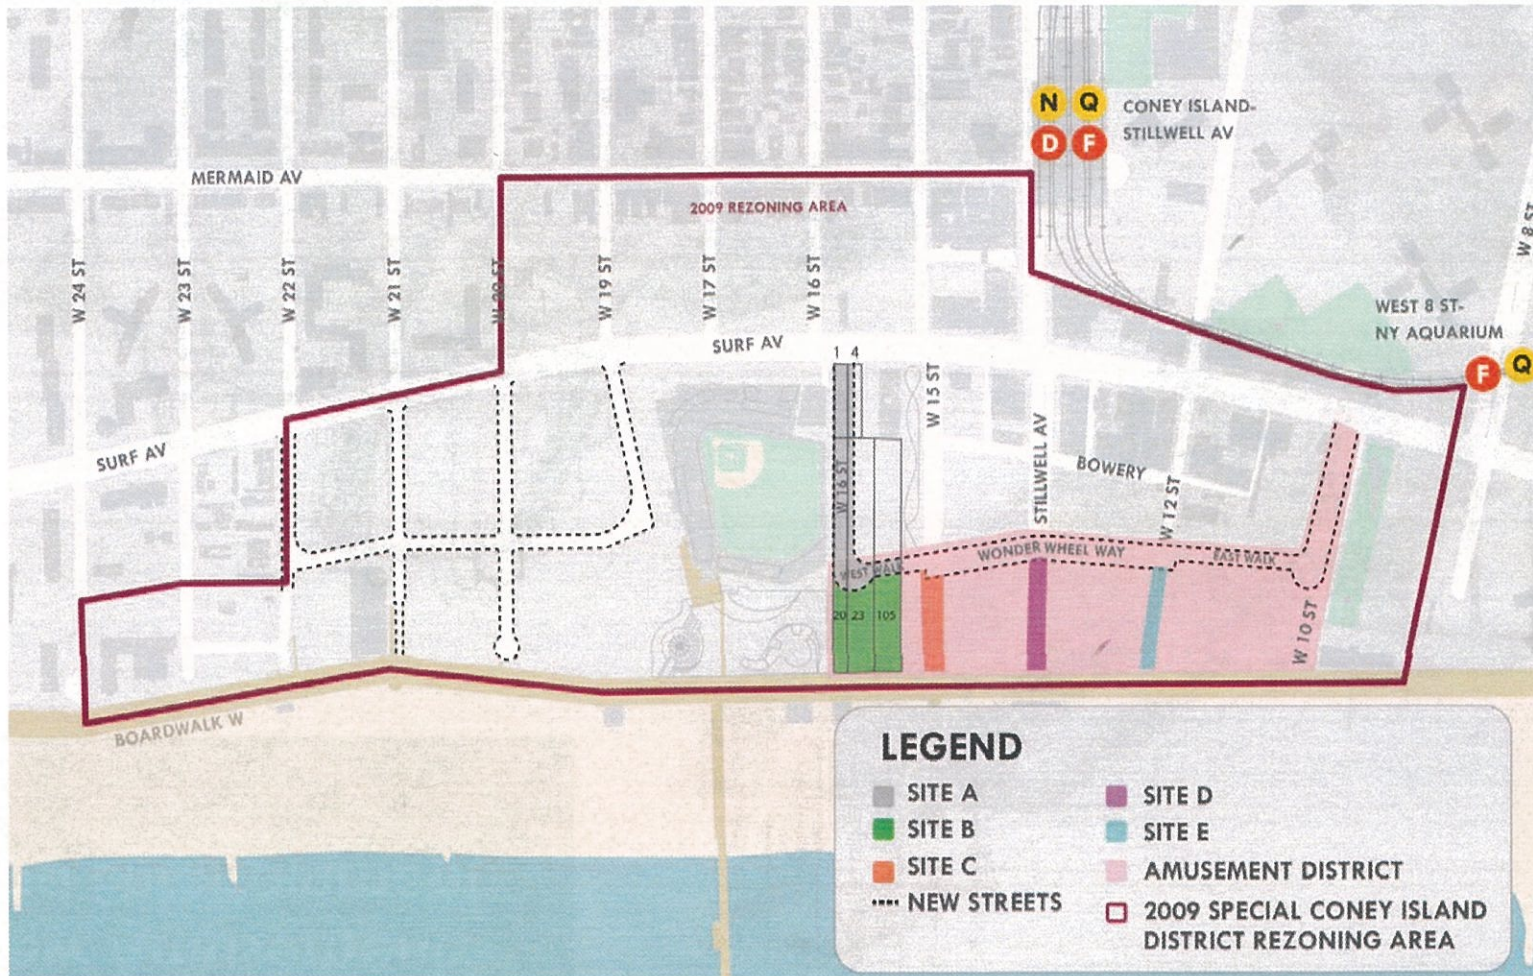 N Q
CONEY ISLAND-
STILLWELL AV
D F
MERMAID AV
2009 REZONING AREA
W 8 ST
W 24 ST
W 23 ST
W 22 ST
W 21 ST
W 20 ST
W 19 ST
W 17 ST
W 16 ST
WEST 8 ST-
NY AQUARIUM
F Q
SURF AV
1 4
W 15 ST
SURF AV
STILLWELL AV
BOWERY
W 16 ST
W 12 ST
WONDER WHEEL WAY
EAST WALK
WEST WALK
20 23 105
W 10 ST
BOARDWALK W
LEGEND
SITE A
SITE B
SITE C
NEW STREETS
SITE D
SITE E
AMUSEMENT DISTRICT
2009 SPECIAL CONEY ISLAND
DISTRICT REZONING AREA